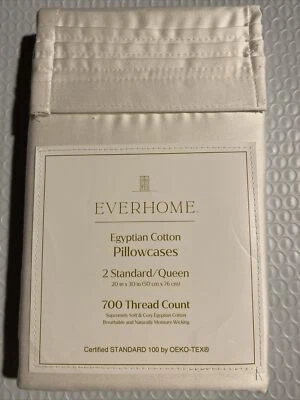 EVERHOME™
Egyptian Cotton
Pillowcases
2 Standard/Queen
20 in x 30 in (50 cm x 76 cm)
700 Thread Count
Supremely Soft & Cozy Egyptian Cotton
Breathable and Naturally Moisture-Wicking
Certified STANDARD 100 by OEKO-TEX®